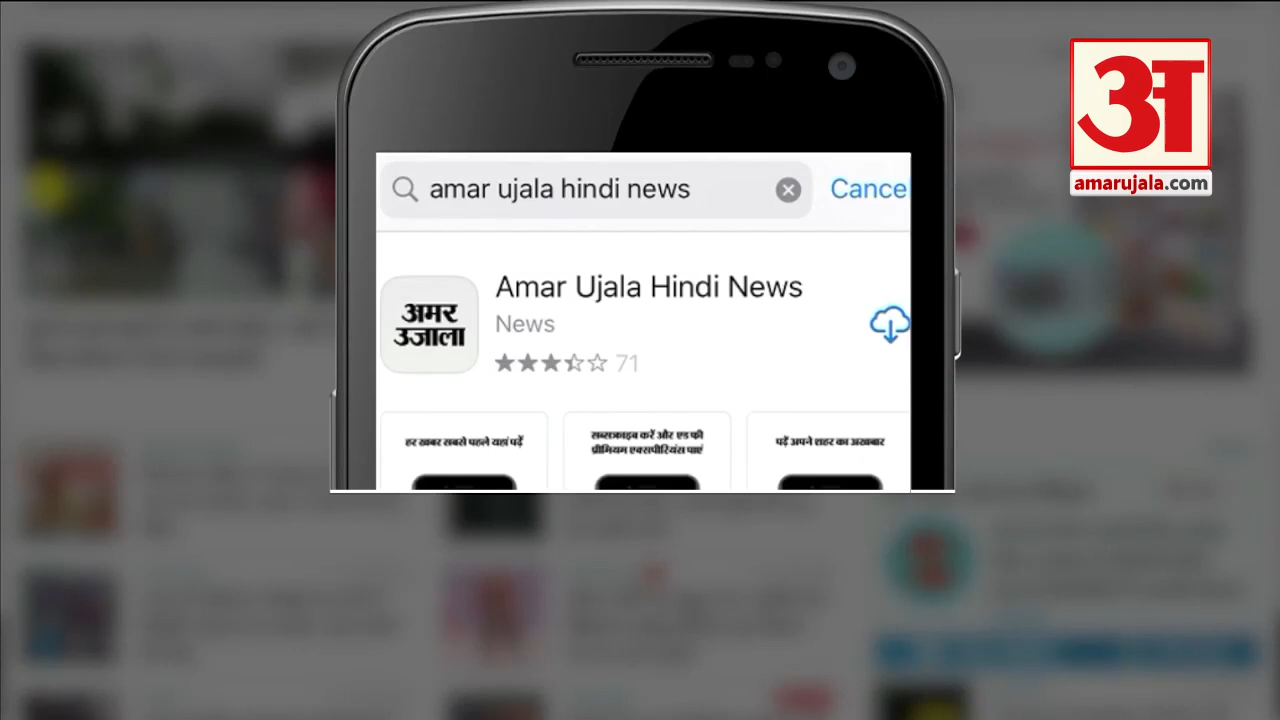 amar ujala hindi news
Cance
Amar Ujala Hindi News
News
71
अमर
उजाला
हर खबर सबसे पहले यहां पढ़ें
सब्सक्राइब करें और एड फ्री
प्रीमियम एक्सपीरियंस पाएं
पढ़ें अपने शहर का अखबार
अ
amarujala.com